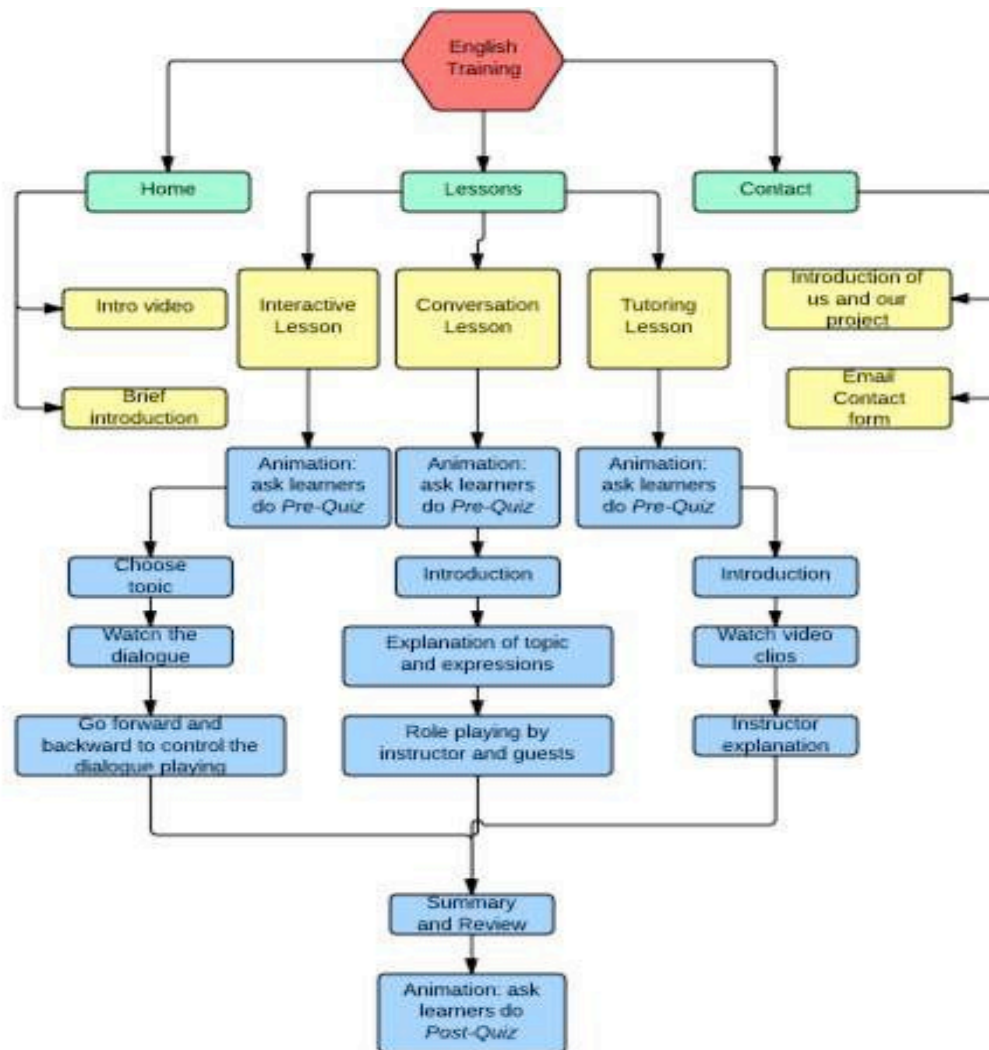 English
Training
Home
Lessons
Contact
Intro video
Brief
introduction
Interactive
Lesson
Conversation
Lesson
Tutoring
Lesson
Introduction of
us and our
project
Email
Contact
form
Animation:
ask learners
do Pre-Quiz
Animation:
ask learners
do Pre-Quiz
Animation:
ask learners
do Pre-Quiz
Choose
topic
Watch the
dialogue
Go forward and
backward to control the
dialogue playing
Introduction
Explanation of topic
and expressions
Role playing by
instructor and guests
Introduction
Watch video
clips
Instructor
explanation
Summary
and Review
Animation: ask
learners do
Post-Quiz